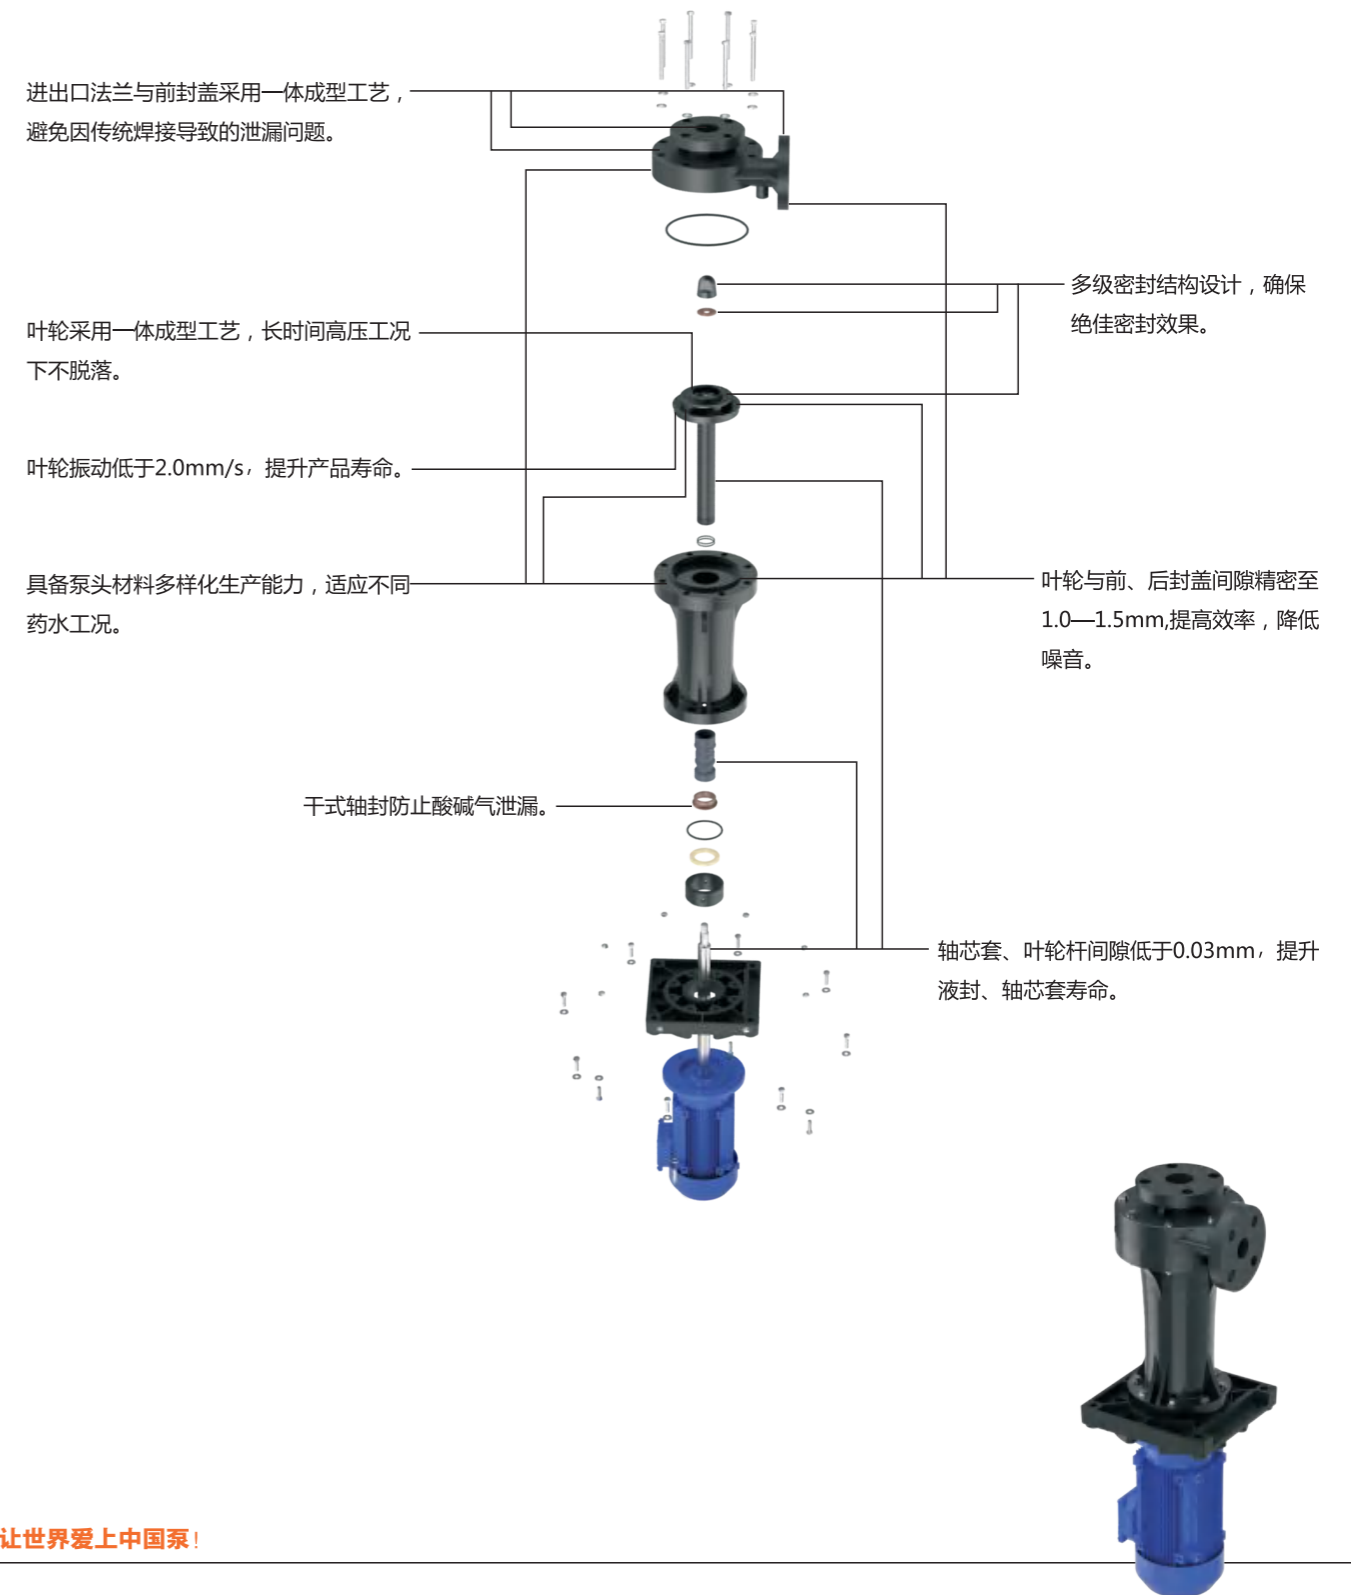 进出口法兰与前封盖采用一体成型工艺，
避免因传统焊接导致的泄漏问题。
多级密封结构设计，确保
绝佳密封效果。
叶轮采用一体成型工艺，长时间高压工况
下不脱落。
叶轮振动低于2.0mm/s，提升产品寿命。
具备泵头材料多样化生产能力，适应不同
药水工况。
叶轮与前、后封盖间隙精密至
1.0—1.5mm,提高效率，降低
噪音。
干式轴封防止酸碱气泄漏。
轴芯套、叶轮杆间隙低于0.03mm，提升
液封、轴芯套寿命。
让世界爱上中国泵！